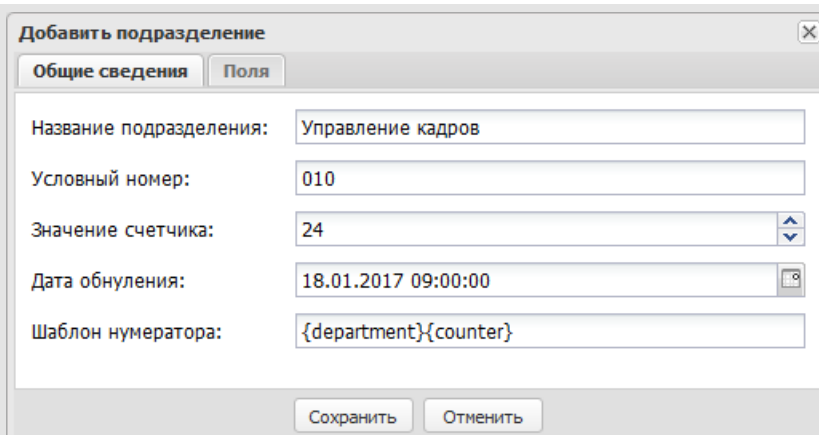 Добавить подразделение
Общие сведения Поля
Название подразделения: Управление кадров
Условный номер: 010
Значение счетчика: 24
Дата обнуления: 18.01.2017 09:00:00
Шаблон нумератора: {department}{counter}
Сохранить Отменить